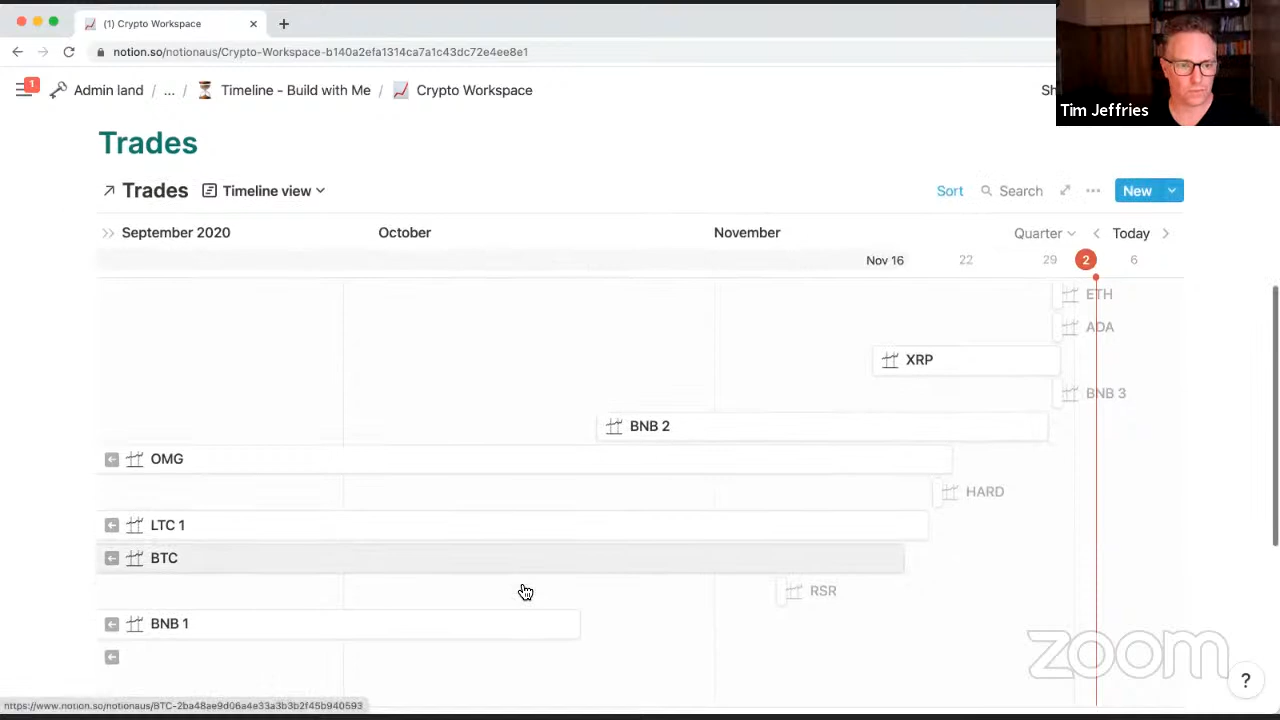 (1) Crypto Workspace
notion.so/notionaus/Crypto-Workspace-b140a2efa1314ca7a1c43dc72e4ee8e1
1
Admin land / ... / Timeline - Build with Me / Crypto Workspace
Sh
Tim Jeffries
Trades
Trades Timeline view Sort Search ... New
September 2020 October November Quarter Today
Nov 16 22 29 2 6
ETH
ADA
XRP
BNB 3
BNB 2
OMG
HARD
LTC 1
BTC
RSR
BNB 1
zoom
?
https://www.notion.so/notionaus/BTC-2ba48ae9d06a4e33a3b3b2f45b940593